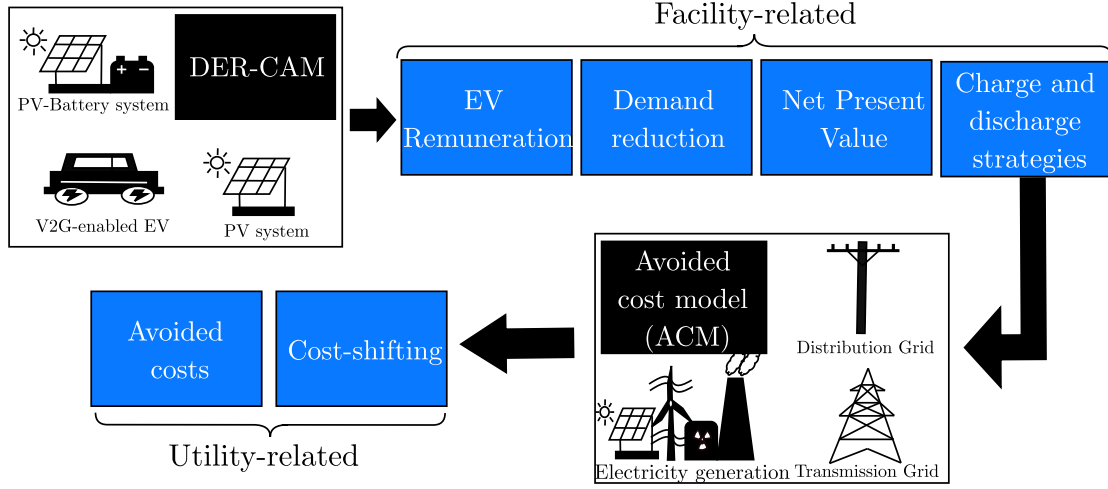 Facility-related
DER-CAM
PV-Battery system
V2G-enabled EV
PV system
EV
Remuneration
Demand
reduction
Net Present
Value
Charge and
discharge
strategies
Avoided
cost model
(ACM)
Distribution Grid
Electricity generation
Transmission Grid
Avoided
costs
Cost-shifting
Utility-related